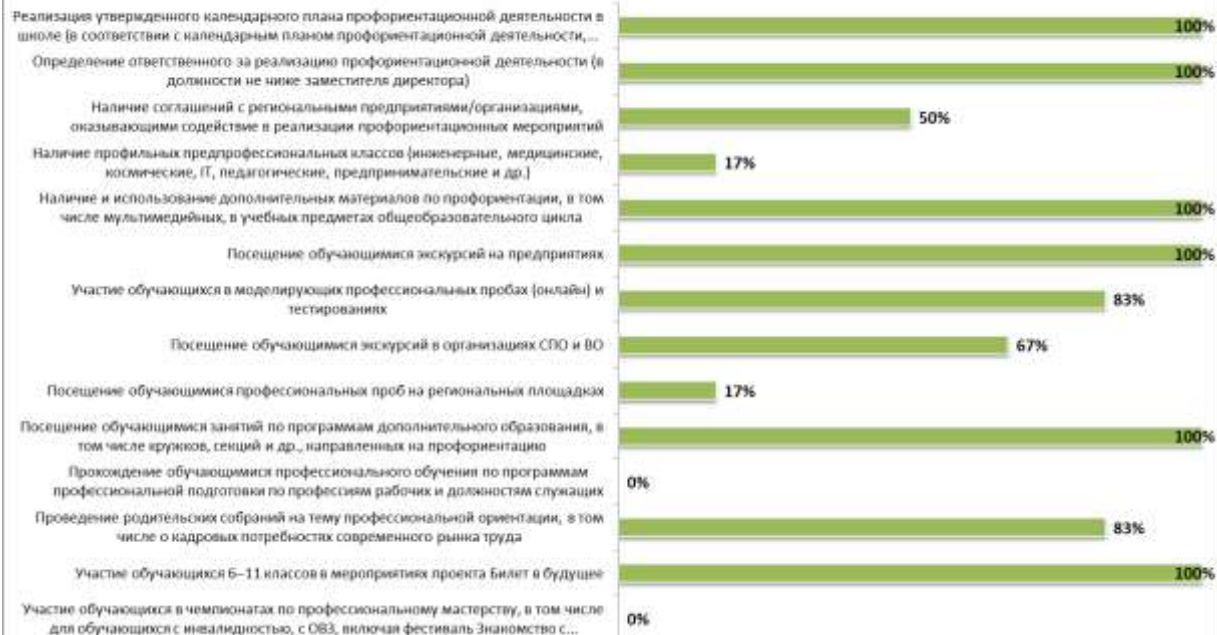 Реализация утвержденного календарного плана профориентационной деятельности в
школе (в соответствии с календарным планом профориентационной деятельности,...
100%
Определение ответственного за реализацию профориентационной деятельности (в
должности не ниже заместителя директора)
100%
Наличие соглашений с региональными предприятиями/организациями,
оказывающими содействие в реализации профориентационных мероприятий
50%
Наличие профильных предпрофессиональных классов (инженерные, медицинские,
космические, IT, педагогические, предпринимательские и др.)
17%
Наличие и использование дополнительных материалов по профориентации, в том
числе мультимедийных, в учебных предметах общеобразовательного цикла
100%
Посещение обучающимися экскурсий на предприятиях
100%
Участие обучающихся в моделирующих профессиональных пробах (онлайн) и
тестированиях
83%
Посещение обучающимися экскурсий в организациях СПО и ВО
67%
Посещение обучающимися профессиональных проб на региональных площадках
17%
Посещение обучающимися занятий по программам дополнительного образования, в
том числе кружков, секций и др., направленных на профориентацию
100%
Прохождение обучающимися профессионального обучения по программам
профессиональной подготовки по профессиям рабочих и должностям служащих
0%
Проведение родительских собраний на тему профессиональной ориентации, в том
числе о кадровых потребностях современного рынка труда
83%
Участие обучающихся 6–11 классов в мероприятиях проекта Билет в будущее
100%
Участие обучающихся в чемпионатах по профессиональному мастерству, в том числе
для обучающихся с инвалидностью, с ОВЗ, включая фестиваль Знакомство с...
0%